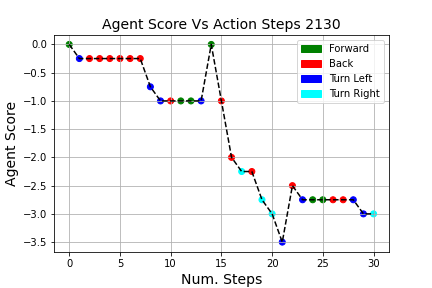 Agent Score Vs Action Steps 2130
Agent Score
0.0
−0.5
−1.0
−1.5
−2.0
−2.5
−3.0
−3.5
Forward
Back
Turn Left
Turn Right
0 5 10 15 20 25 30
Num. Steps